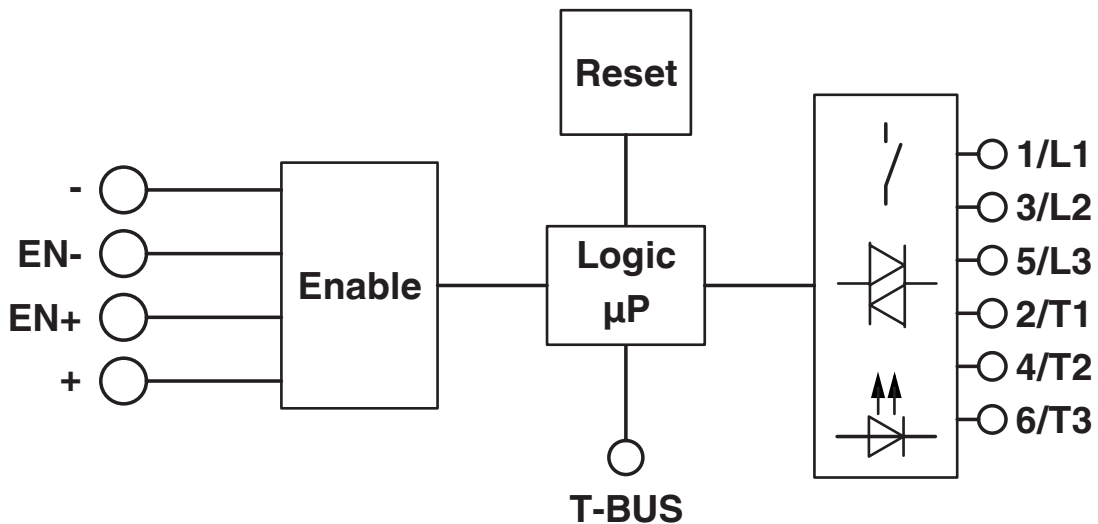 Reset
-
EN-
EN+
+
Enable
Logic
µP
T-BUS
1/L1
3/L2
5/L3
2/T1
4/T2
6/T3